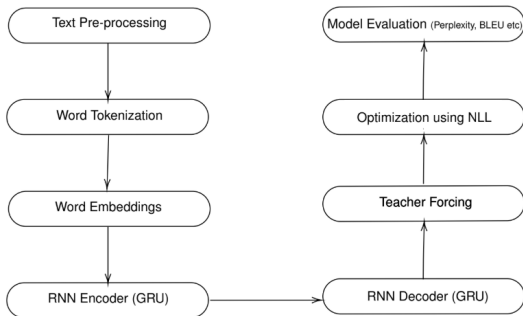 Text Pre-processing
Word Tokenization
Word Embeddings
RNN Encoder (GRU)
RNN Decoder (GRU)
Teacher Forcing
Optimization using NLL
Model Evaluation (Perplexity, BLEU etc)